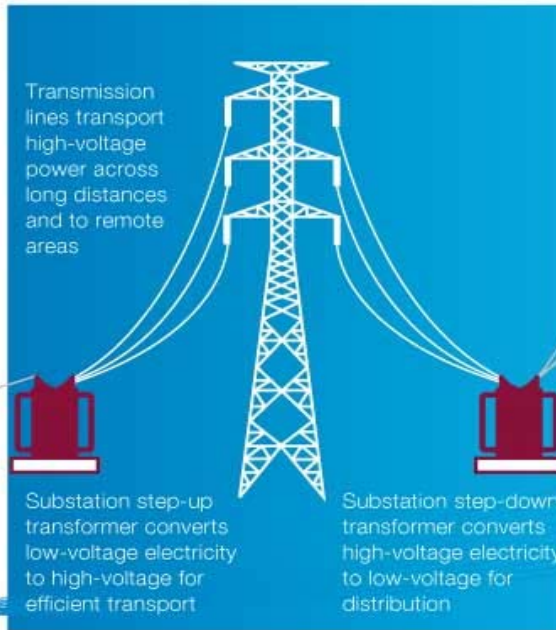 Transmission
lines transport
high-voltage
power across
long distances
and to remote
areas
Substation step-up
transformer converts
low-voltage electricity
to high-voltage for
efficient transport
Substation step-down
transformer converts
high-voltage electricity
to low-voltage for
distribution